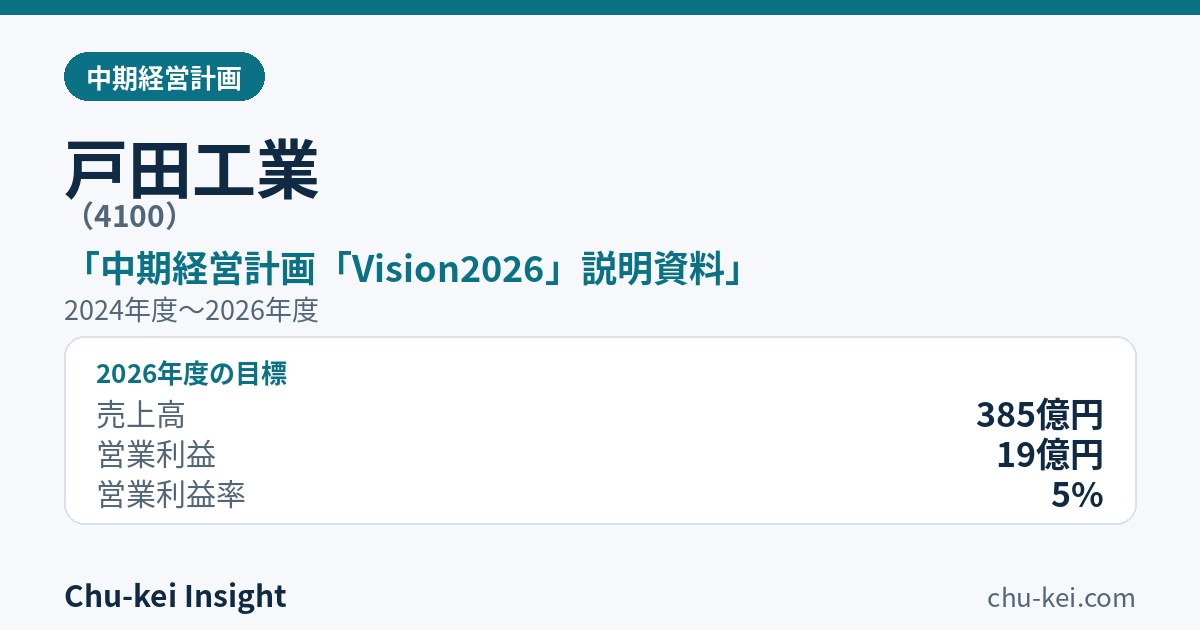 中期経営計画
戸田工業
（4100）
「中期経営計画「Vision2026」説明資料」
2024年度〜2026年度
2026年度の目標
売上高 385億円
営業利益 19億円
営業利益率 5%
Chu-kei Insight chu-kei.com